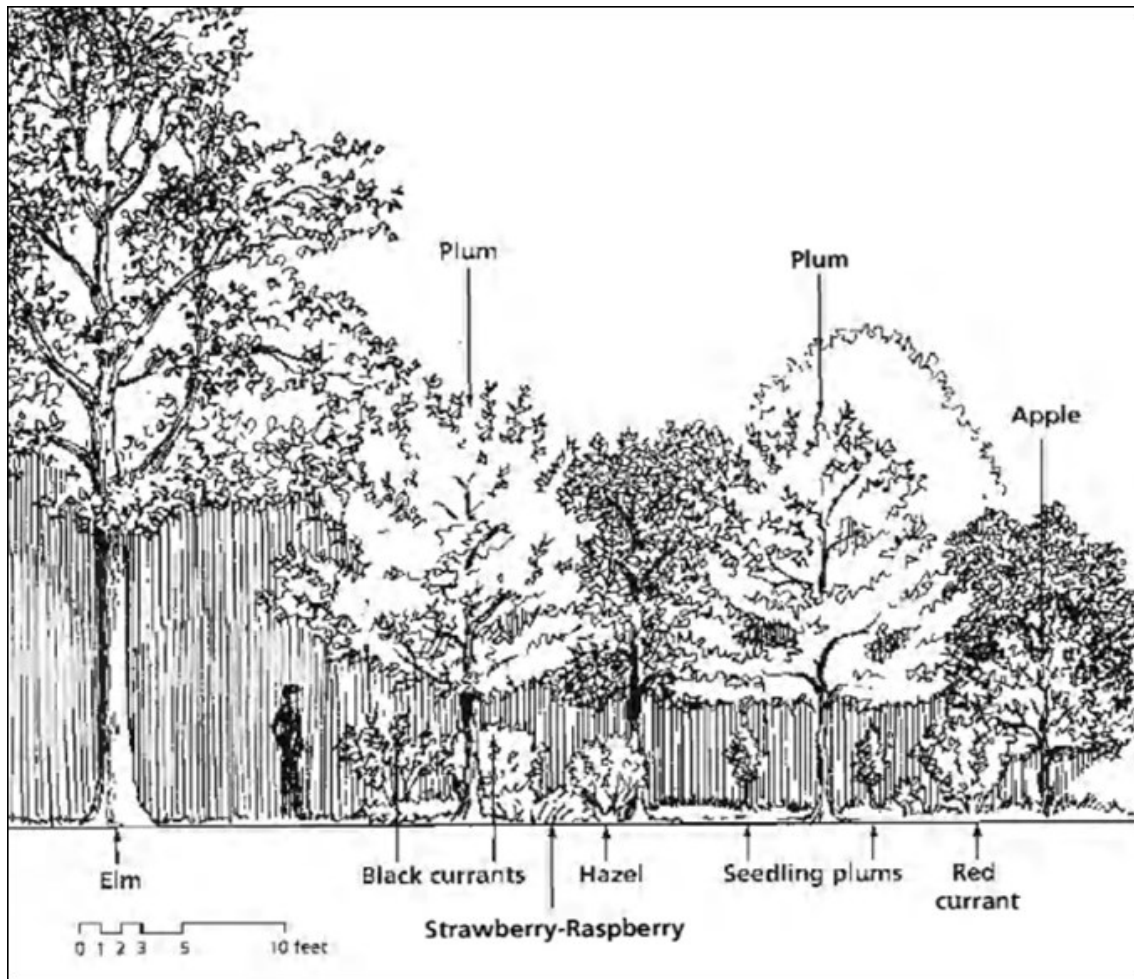 Plum
Plum
Apple
Elm
Black currants
Hazel
Seedling plums
Red
currant
Strawberry-Raspberry
0 1 2 3 5 10 feet